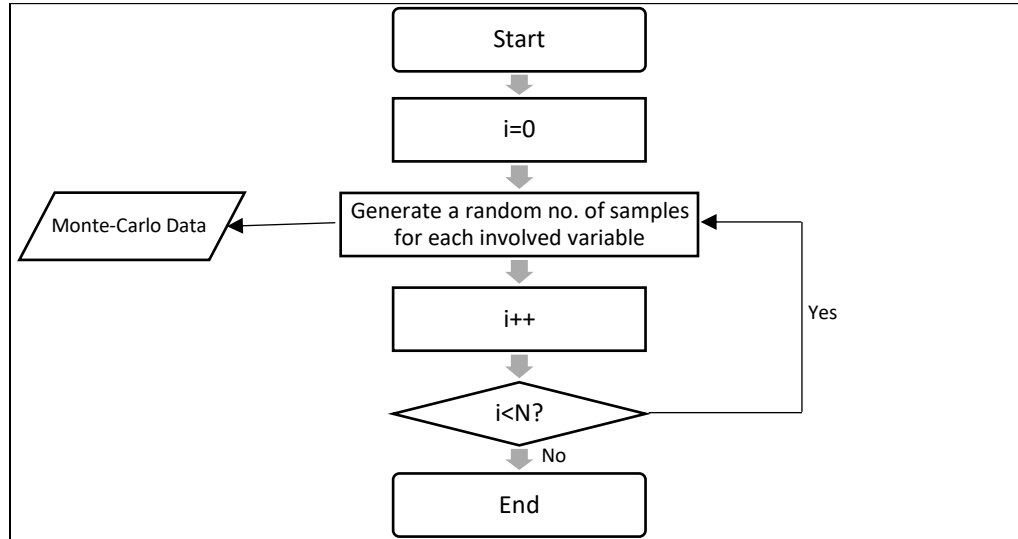 Start
i=0
Monte-Carlo Data
Generate a random no. of samples
for each involved variable
i++
Yes
i<N?
No
End